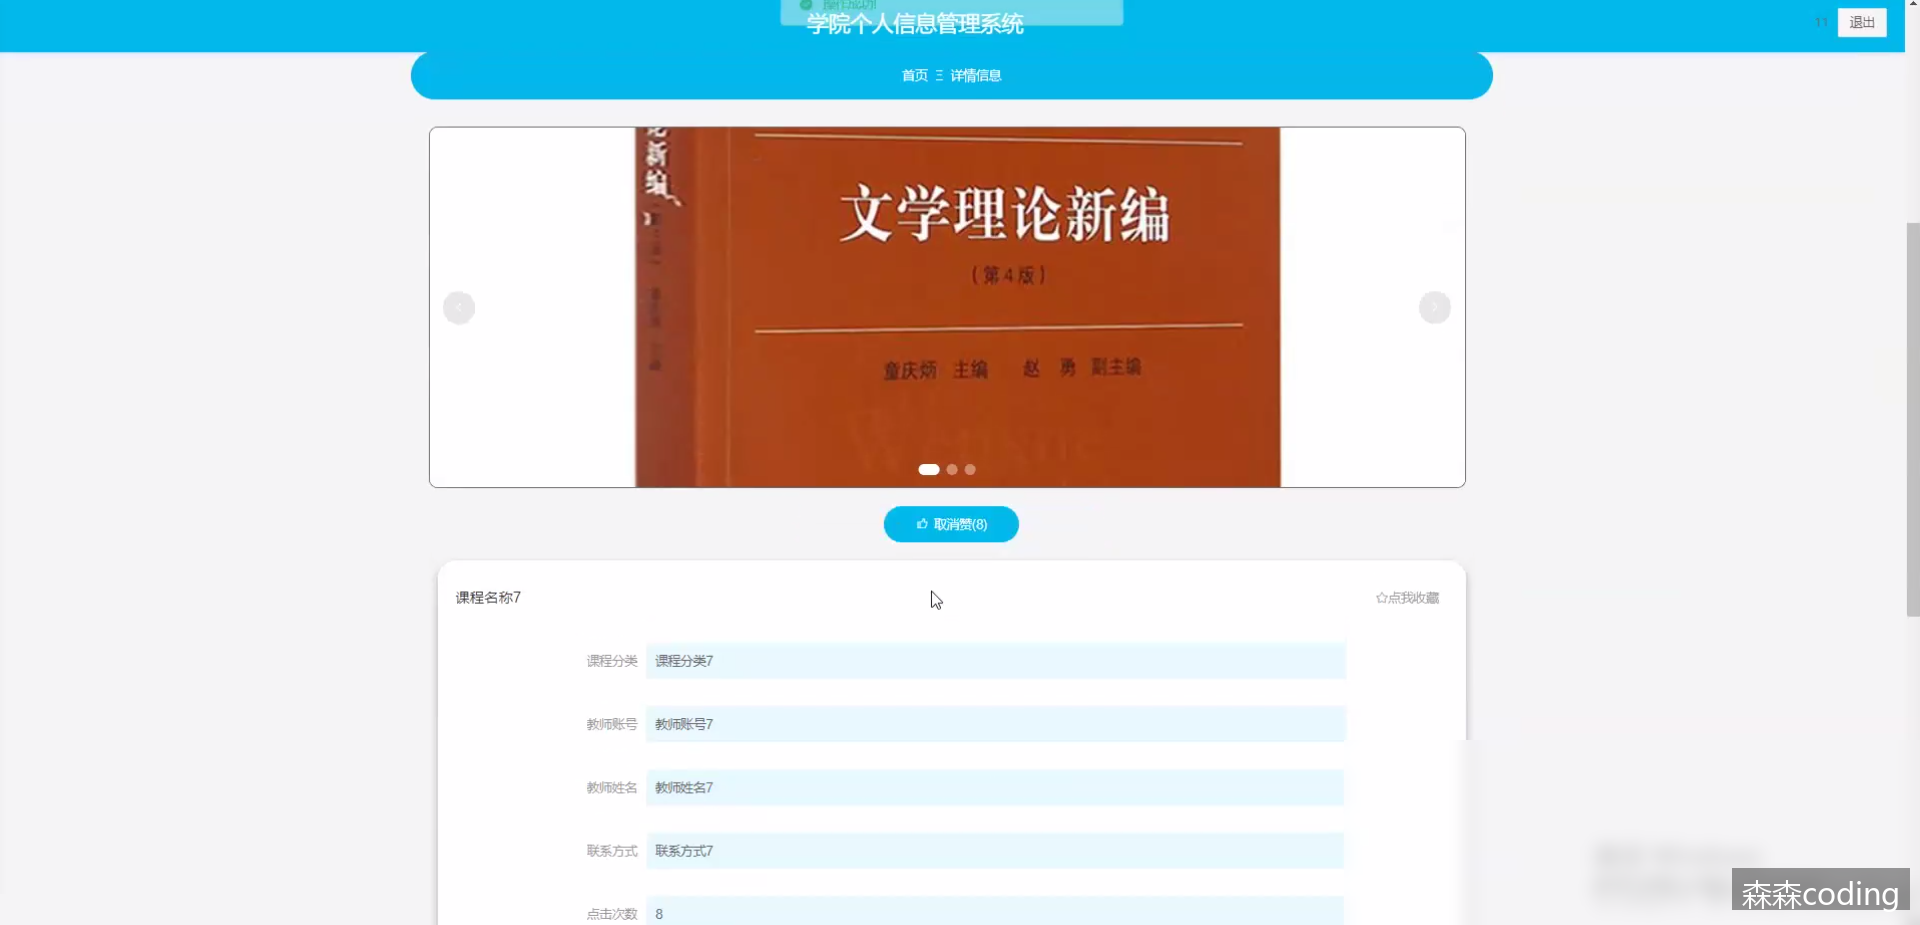 操作成功!
学院个人信息管理系统
11
退出
首页 Ξ 详情信息
论新编
文学理论新编
(第4版)
童庆炳 主编 赵勇 副主编
取消赞(8)
课程名称7
点我收藏
课程分类 课程分类7
教师账号 教师账号7
教师姓名 教师姓名7
联系方式 联系方式7
点击次数 8
森森coding